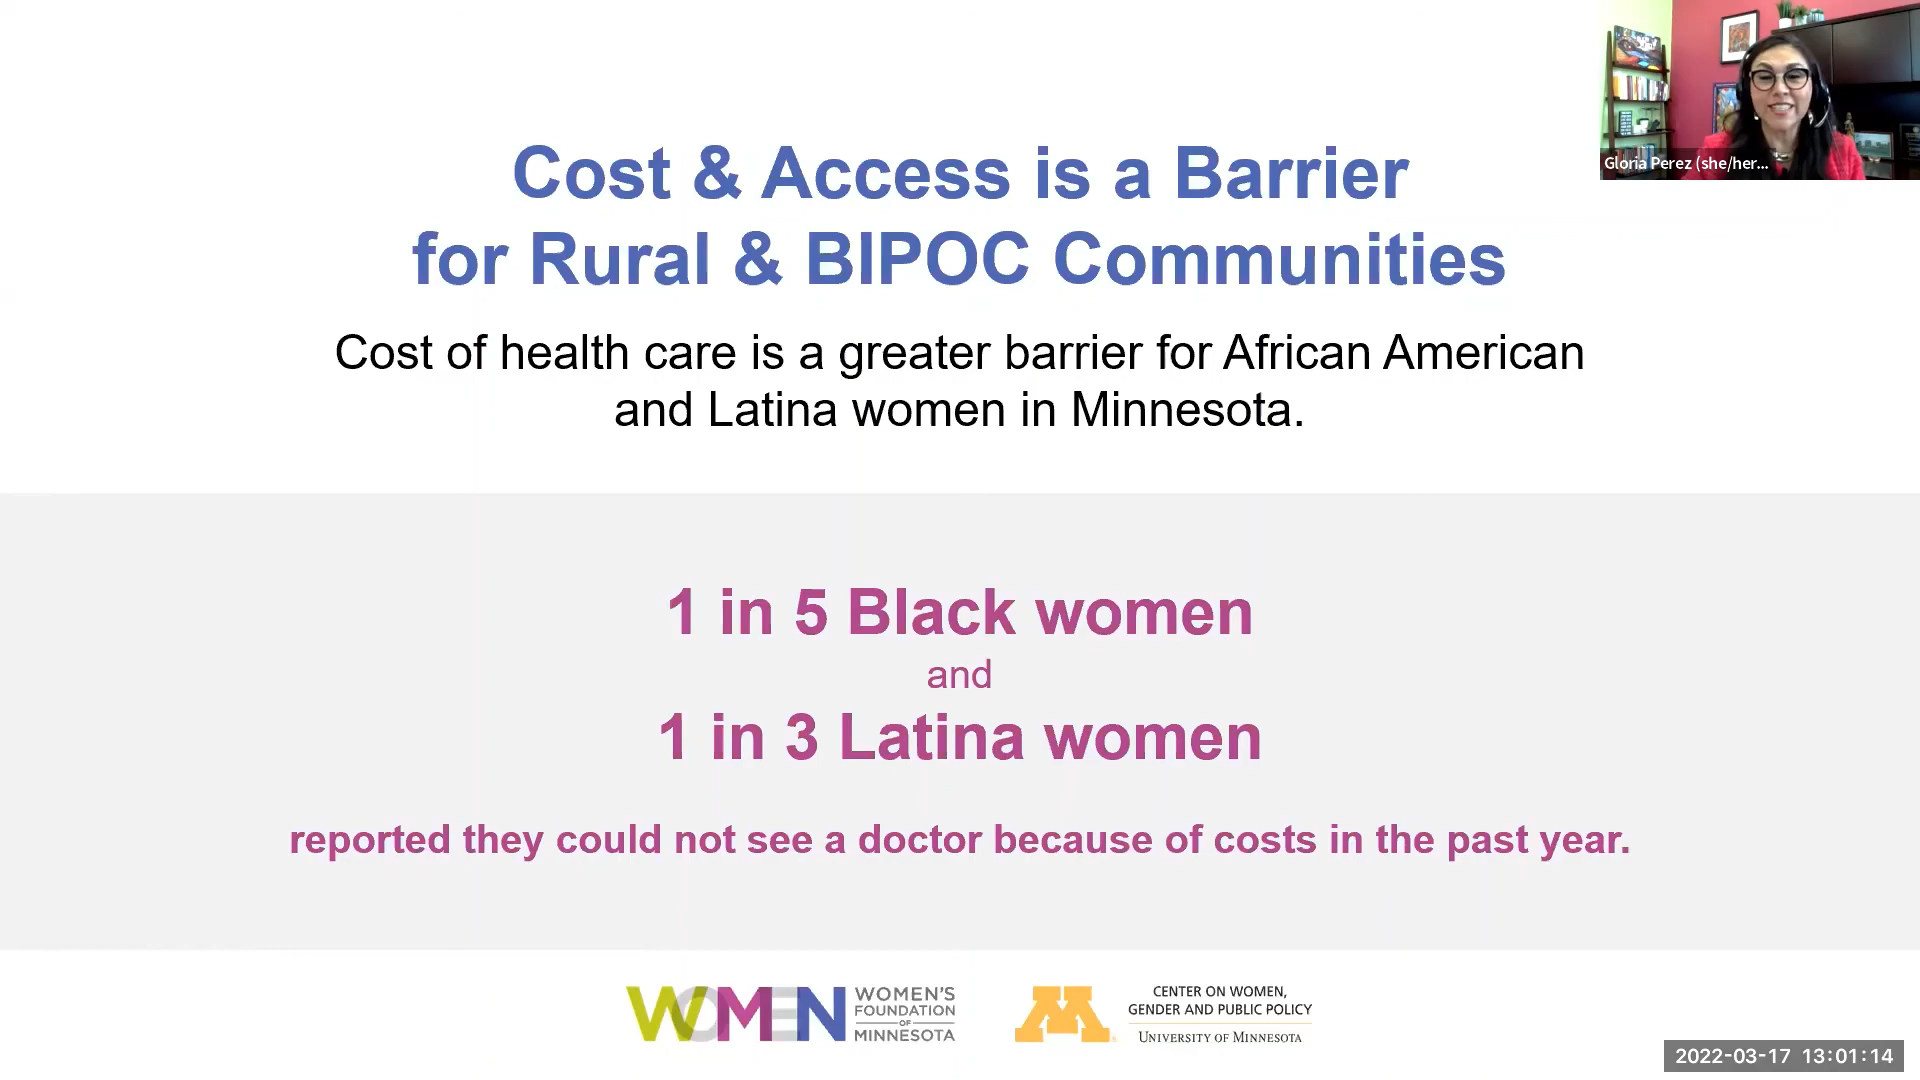 Cost & Access is a Barrier
for Rural & BIPOC Communities
Cost of health care is a greater barrier for African American
and Latina women in Minnesota.
1 in 5 Black women
and
1 in 3 Latina women
reported they could not see a doctor because of costs in the past year.
WOMEN
WOMEN'S
FOUNDATION
OF
MINNESOTA
M
CENTER ON WOMEN,
GENDER AND PUBLIC POLICY
UNIVERSITY OF MINNESOTA
Gloria Perez (she/her...
2022-03-17 13:01:14